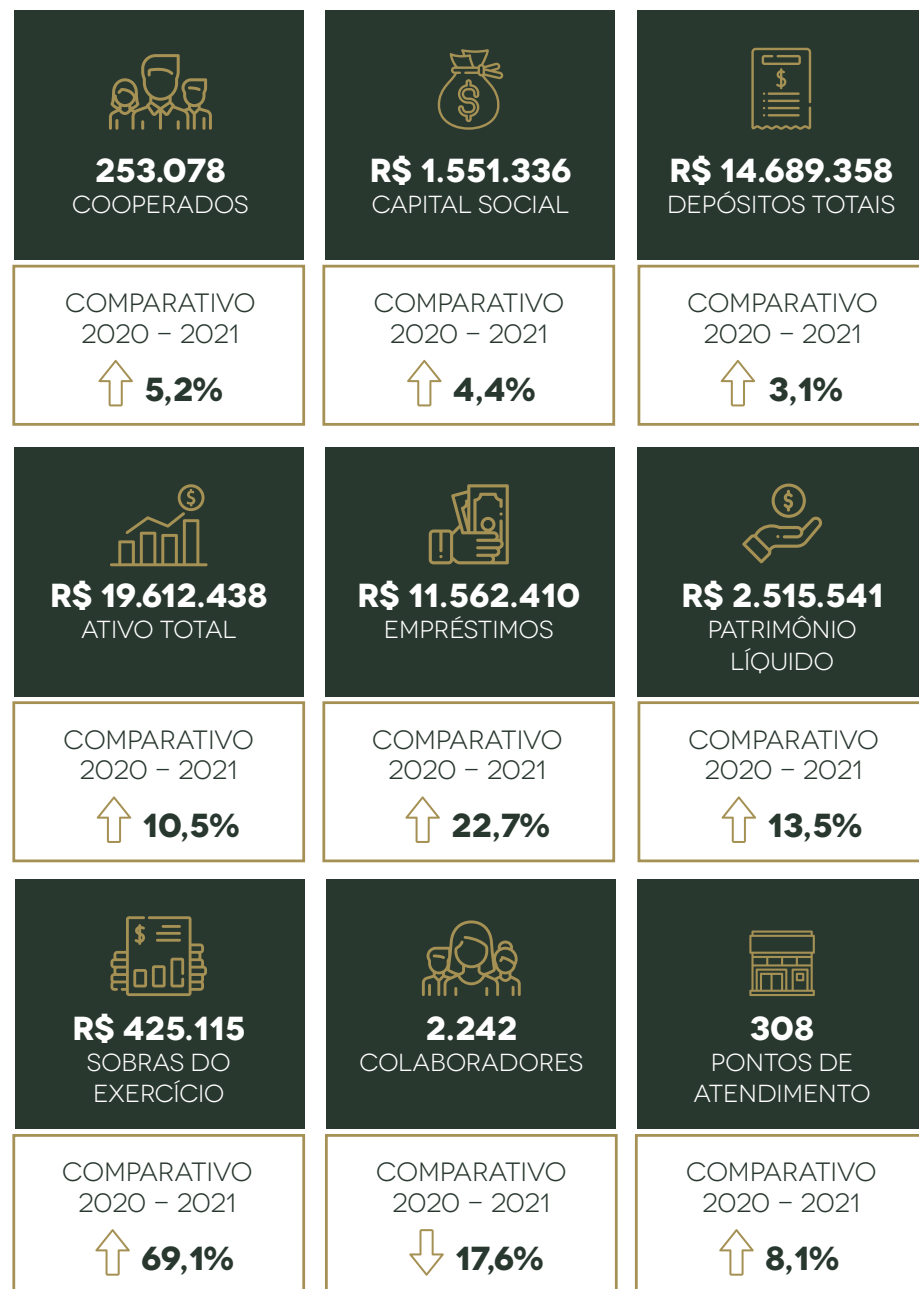 253.078
COOPERADOS
COMPARATIVO
2020 – 2021
5,2%
R$ 1.551.336
CAPITAL SOCIAL
COMPARATIVO
2020 – 2021
4,4%
R$ 14.689.358
DEPÓSITOS TOTAIS
COMPARATIVO
2020 – 2021
3,1%
R$ 19.612.438
ATIVO TOTAL
COMPARATIVO
2020 – 2021
10,5%
R$ 11.562.410
EMPRÉSTIMOS
COMPARATIVO
2020 – 2021
22,7%
R$ 2.515.541
PATRIMÔNIO
LÍQUIDO
COMPARATIVO
2020 – 2021
13,5%
R$ 425.115
SOBRAS DO
EXERCÍCIO
COMPARATIVO
2020 – 2021
69,1%
2.242
COLABORADORES
COMPARATIVO
2020 – 2021
17,6%
308
PONTOS DE
ATENDIMENTO
COMPARATIVO
2020 – 2021
8,1%